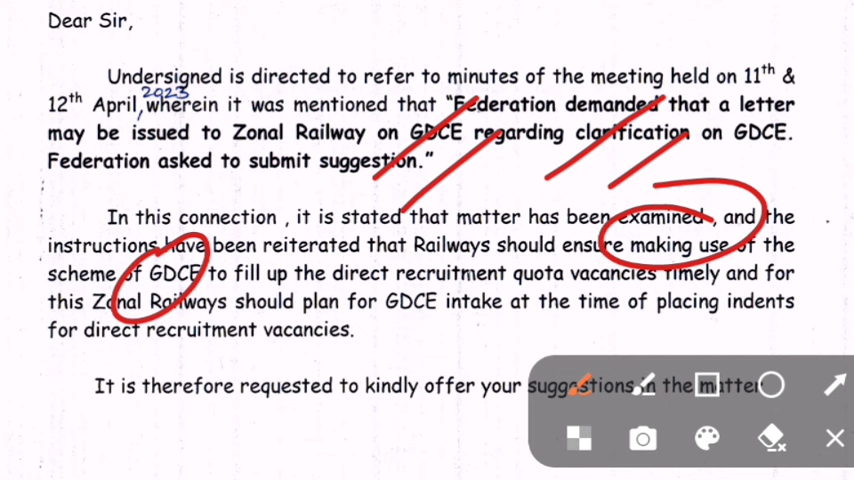 Dear Sir,
Undersigned is directed to refer to minutes of the meeting held on 11th &
2023
12th April, wherein it was mentioned that "Federation demanded that a letter
may be issued to Zonal Railway on GDCE regarding clarification on GDCE.
Federation asked to submit suggestion."
In this connection , it is stated that matter has been examined , and the
instructions have been reiterated that Railways should ensure making use of the
scheme of GDCE to fill up the direct recruitment quota vacancies timely and for
this Zonal Railways should plan for GDCE intake at the time of placing indents
for direct recruitment vacancies.
It is therefore requested to kindly offer your suggestions in the matter